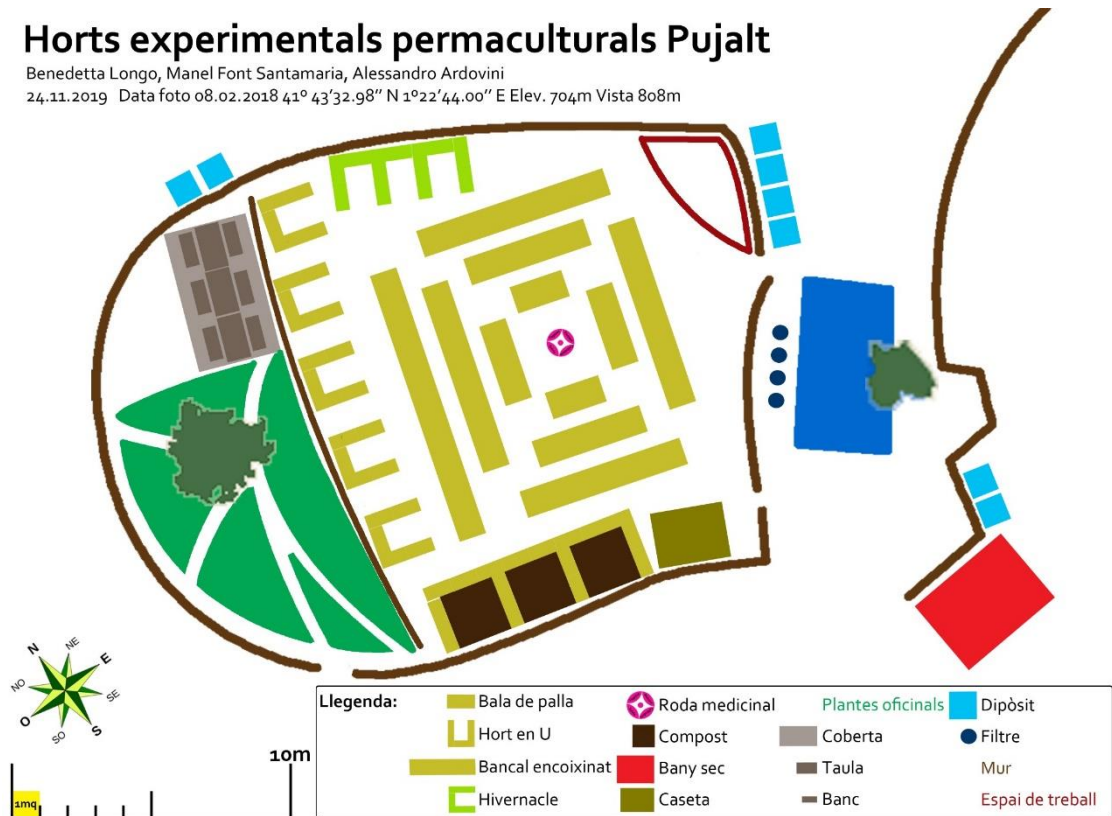 Horts experimentals permaculturals Pujalt
Benedetta Longo, Manel Font Santamaria, Alessandro Ardovini
24.11.2019 Data foto 08.02.2018 41º 43’32.98’’ N 1º22’44.00’’ E Elev. 704m Vista 808m
N
NE
E
NO
SE
O
SO
S
10m
1mq
Llegenda:
Bala de palla
Roda medicinal
Plantes oficinals
Dipòsit
Hort en U
Compost
Coberta
Filtre
Bancal encoixinat
Bany sec
Taula
Mur
Hivernacle
Caseta
Banc
Espai de treball